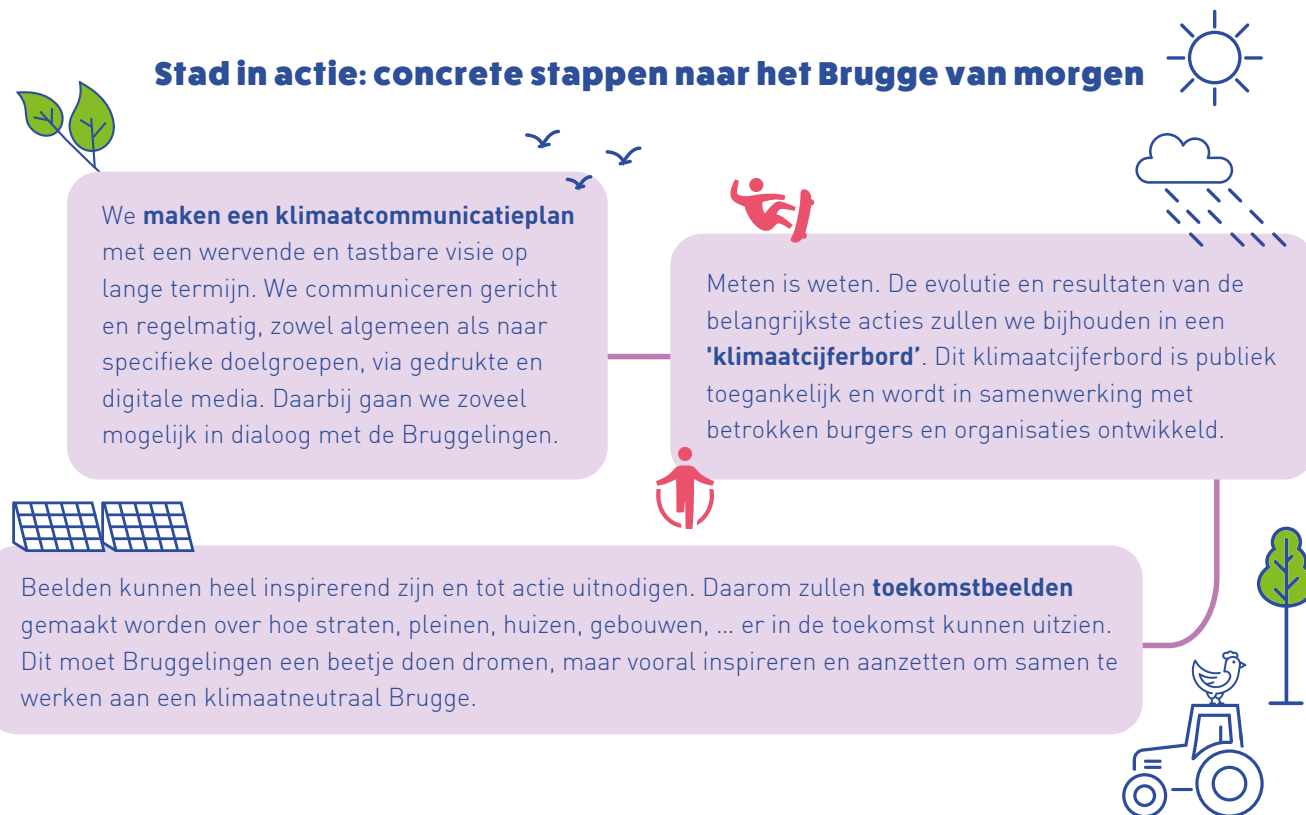 Stad in actie: concrete stappen naar het Brugge van morgen
We maken een klimaatcommunicatieplan
met een wervende en tastbare visie op
lange termijn. We communiceren gericht
en regelmatig, zowel algemeen als naar
specifieke doelgroepen, via gedrukte en
digitale media. Daarbij gaan we zoveel
mogelijk in dialoog met de Bruggelingen.
Meten is weten. De evolutie en resultaten van de
belangrijkste acties zullen we bijhouden in een
'klimaatcijferbord’. Dit klimaatcijferbord is publiek
toegankelijk en wordt in samenwerking met
betrokken burgers en organisaties ontwikkeld.
Beelden kunnen heel inspirerend zijn en tot actie uitnodigen. Daarom zullen toekomstbeelden
gemaakt worden over hoe straten, pleinen, huizen, gebouwen, … er in de toekomst kunnen uitzien.
Dit moet Bruggelingen een beetje doen dromen, maar vooral inspireren en aanzetten om samen te
werken aan een klimaatneutraal Brugge.